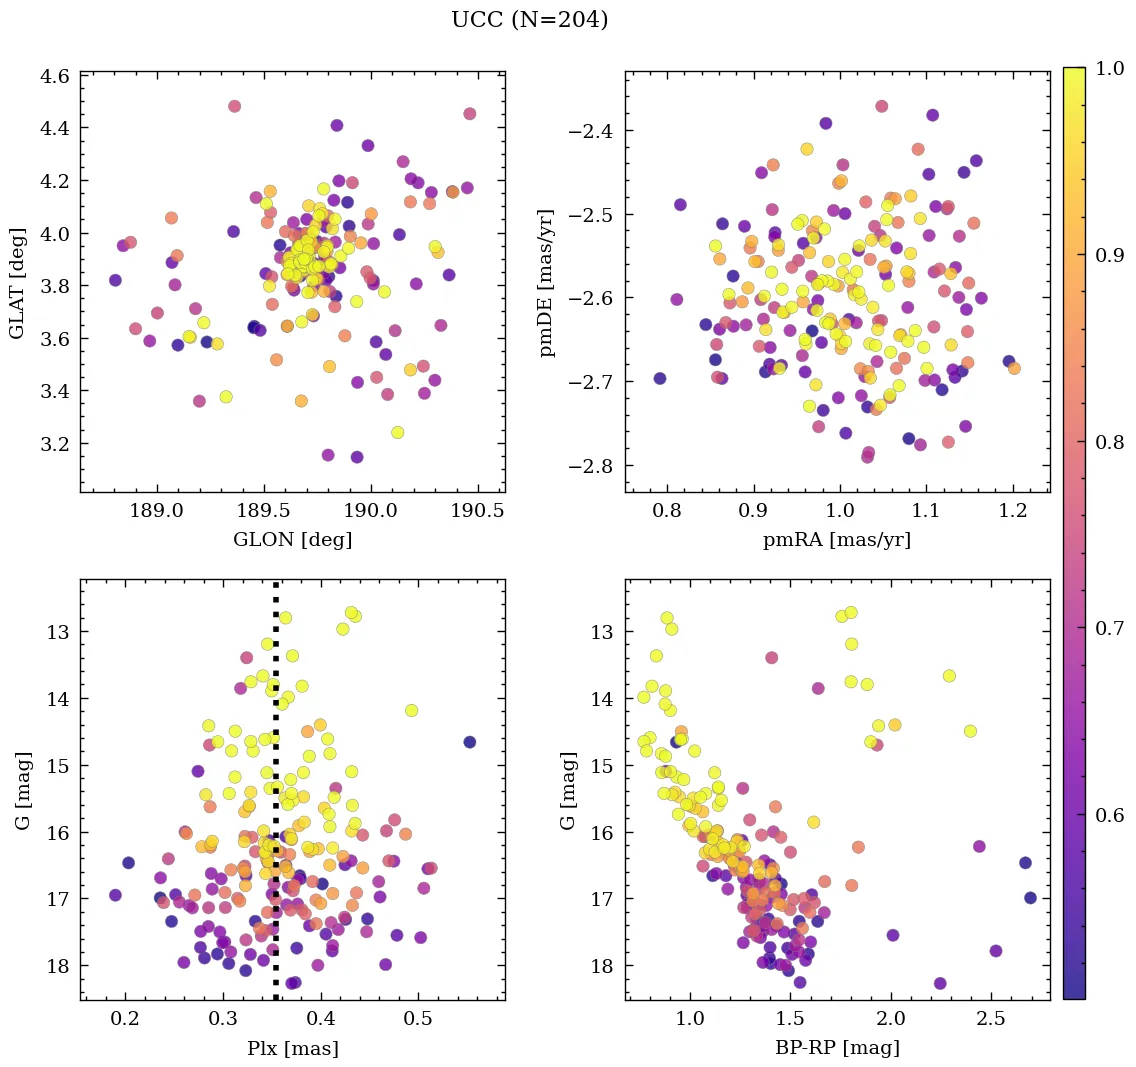 UCC (N=204)
4.6
4.4
4.2
4.0
3.8
3.6
3.4
3.2
GLAT [deg]
189.0 189.5 190.0 190.5
GLON [deg]
−2.4
−2.5
−2.6
−2.7
−2.8
pmDE [mas/yr]
0.8 0.9 1.0 1.1 1.2
pmRA [mas/yr]
1.0
0.9
0.8
0.7
0.6
13
14
15
16
17
18
G [mag]
0.2 0.3 0.4 0.5
Plx [mas]
13
14
15
16
17
18
G [mag]
1.0 1.5 2.0 2.5
BP-RP [mag]